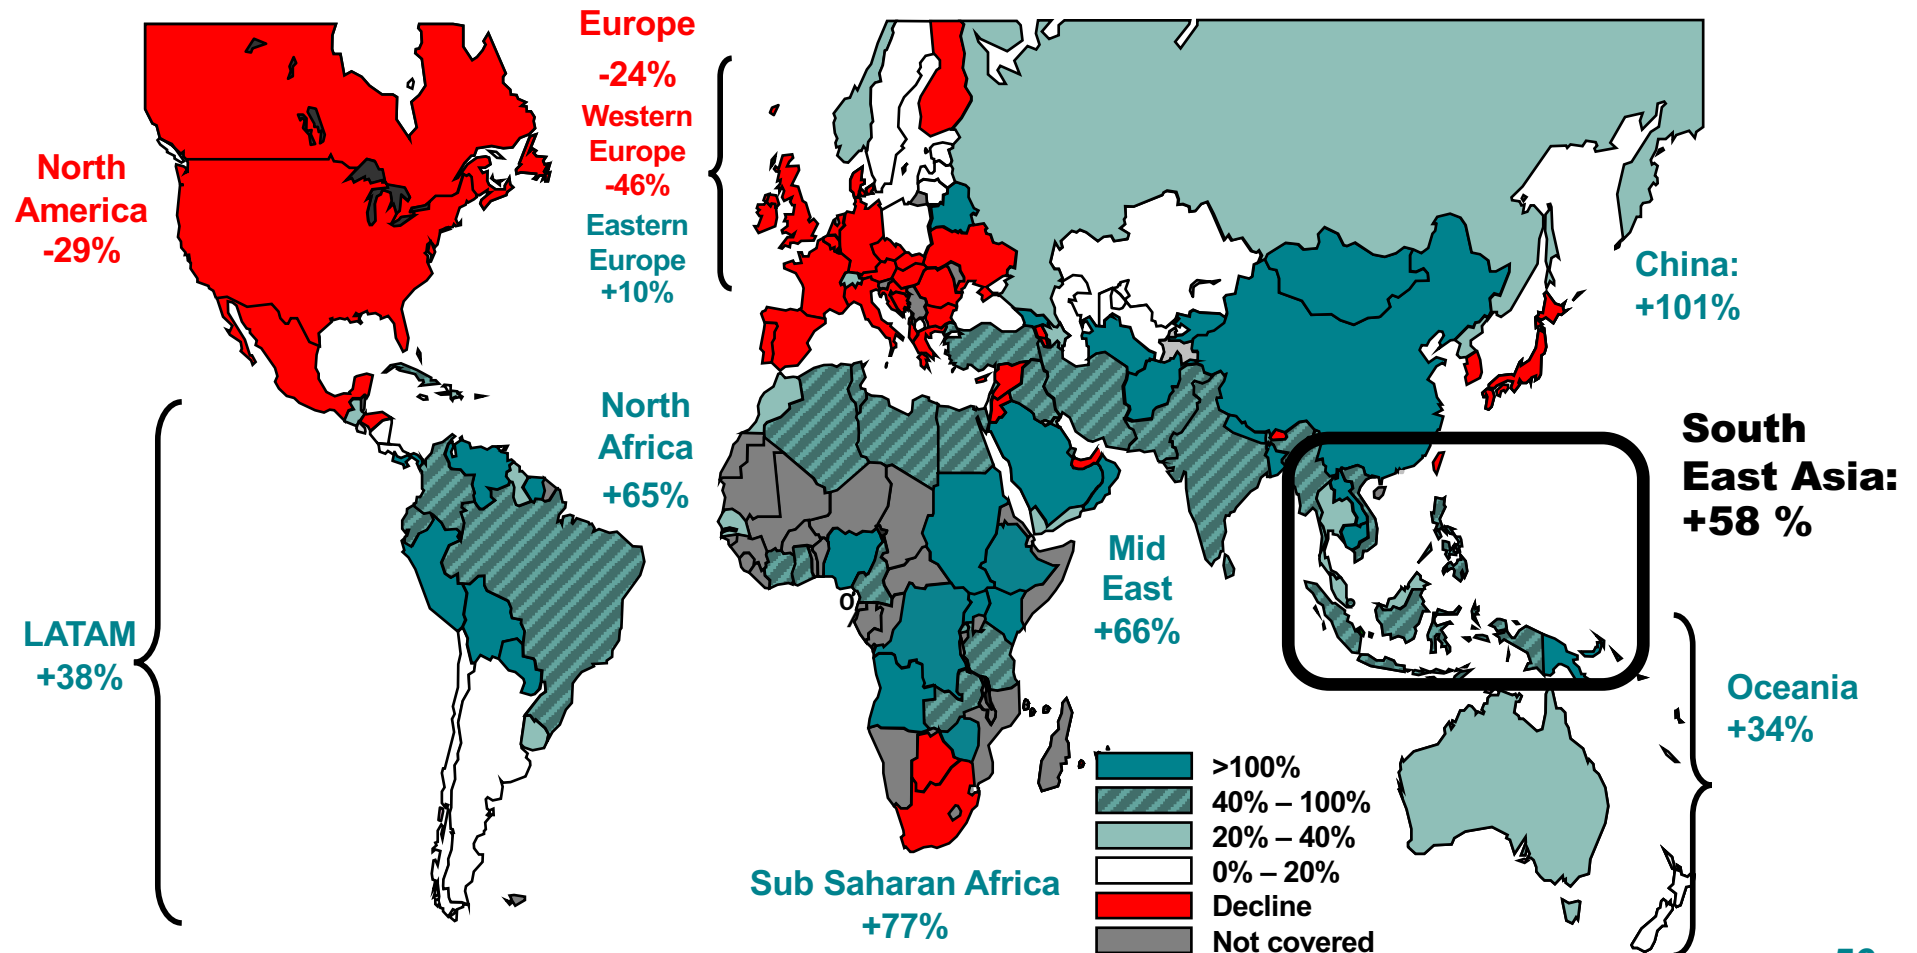 Europe
-24%
Western
Europe
-46%
Eastern
Europe
+10%
North
America
-29%
China:
+101%
North
Africa
+65%
South
East Asia:
+58 %
Mid
East
+66%
LATAM
+38%
Oceania
+34%
>100%
40% – 100%
20% – 40%
0% – 20%
Decline
Not covered
Sub Saharan Africa
+77%